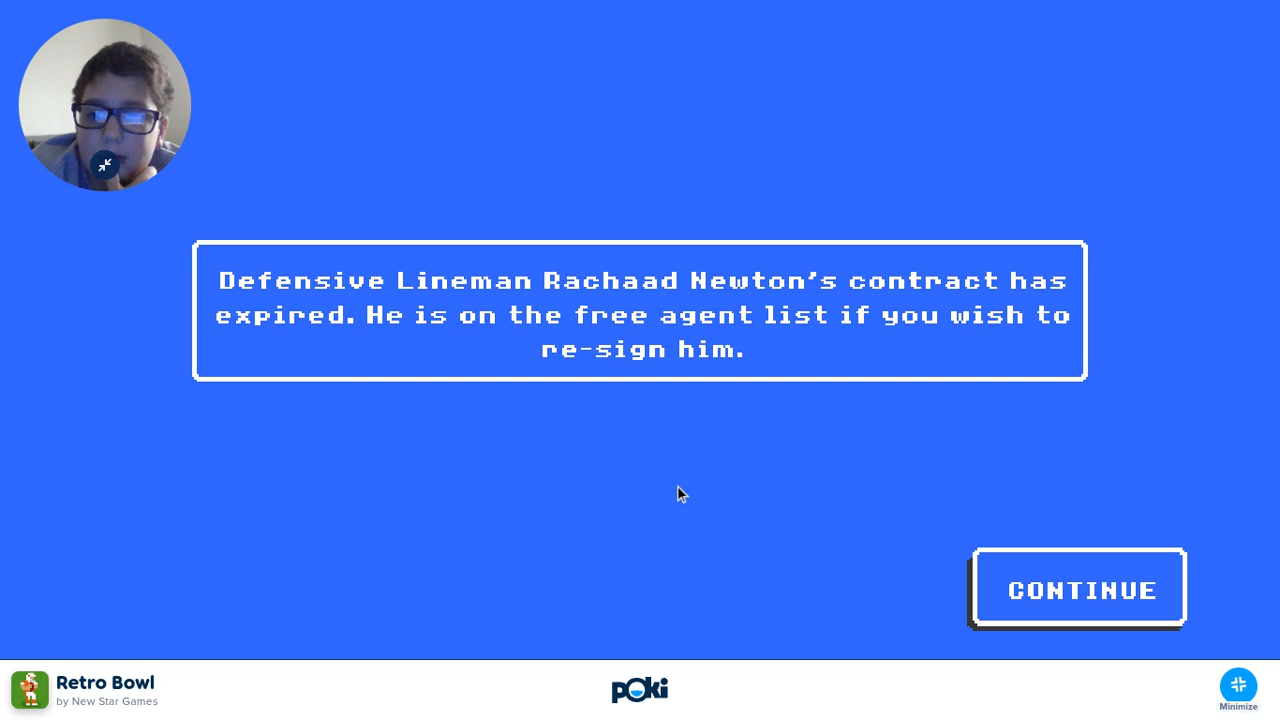 Defensive Lineman Rachaad Newton's contract has
expired. He is on the free agent list if you wish to
re-sign him.
CONTINUE
Retro Bowl
by New Star Games
poki
Minimize